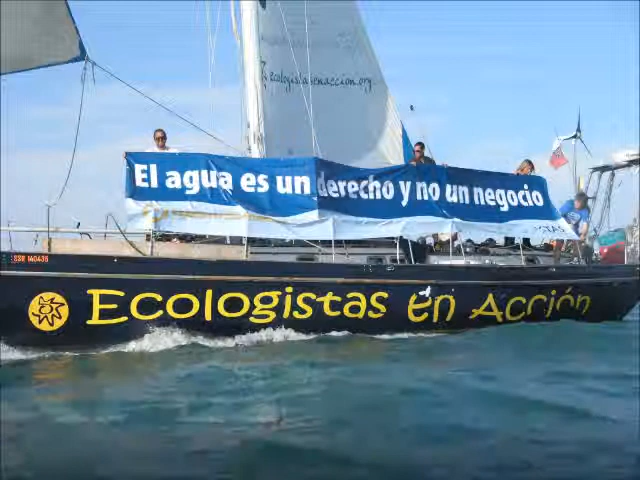 ecologistasenaccion.org
El agua es un derecho y no un negocio
Ecologistas en Acción